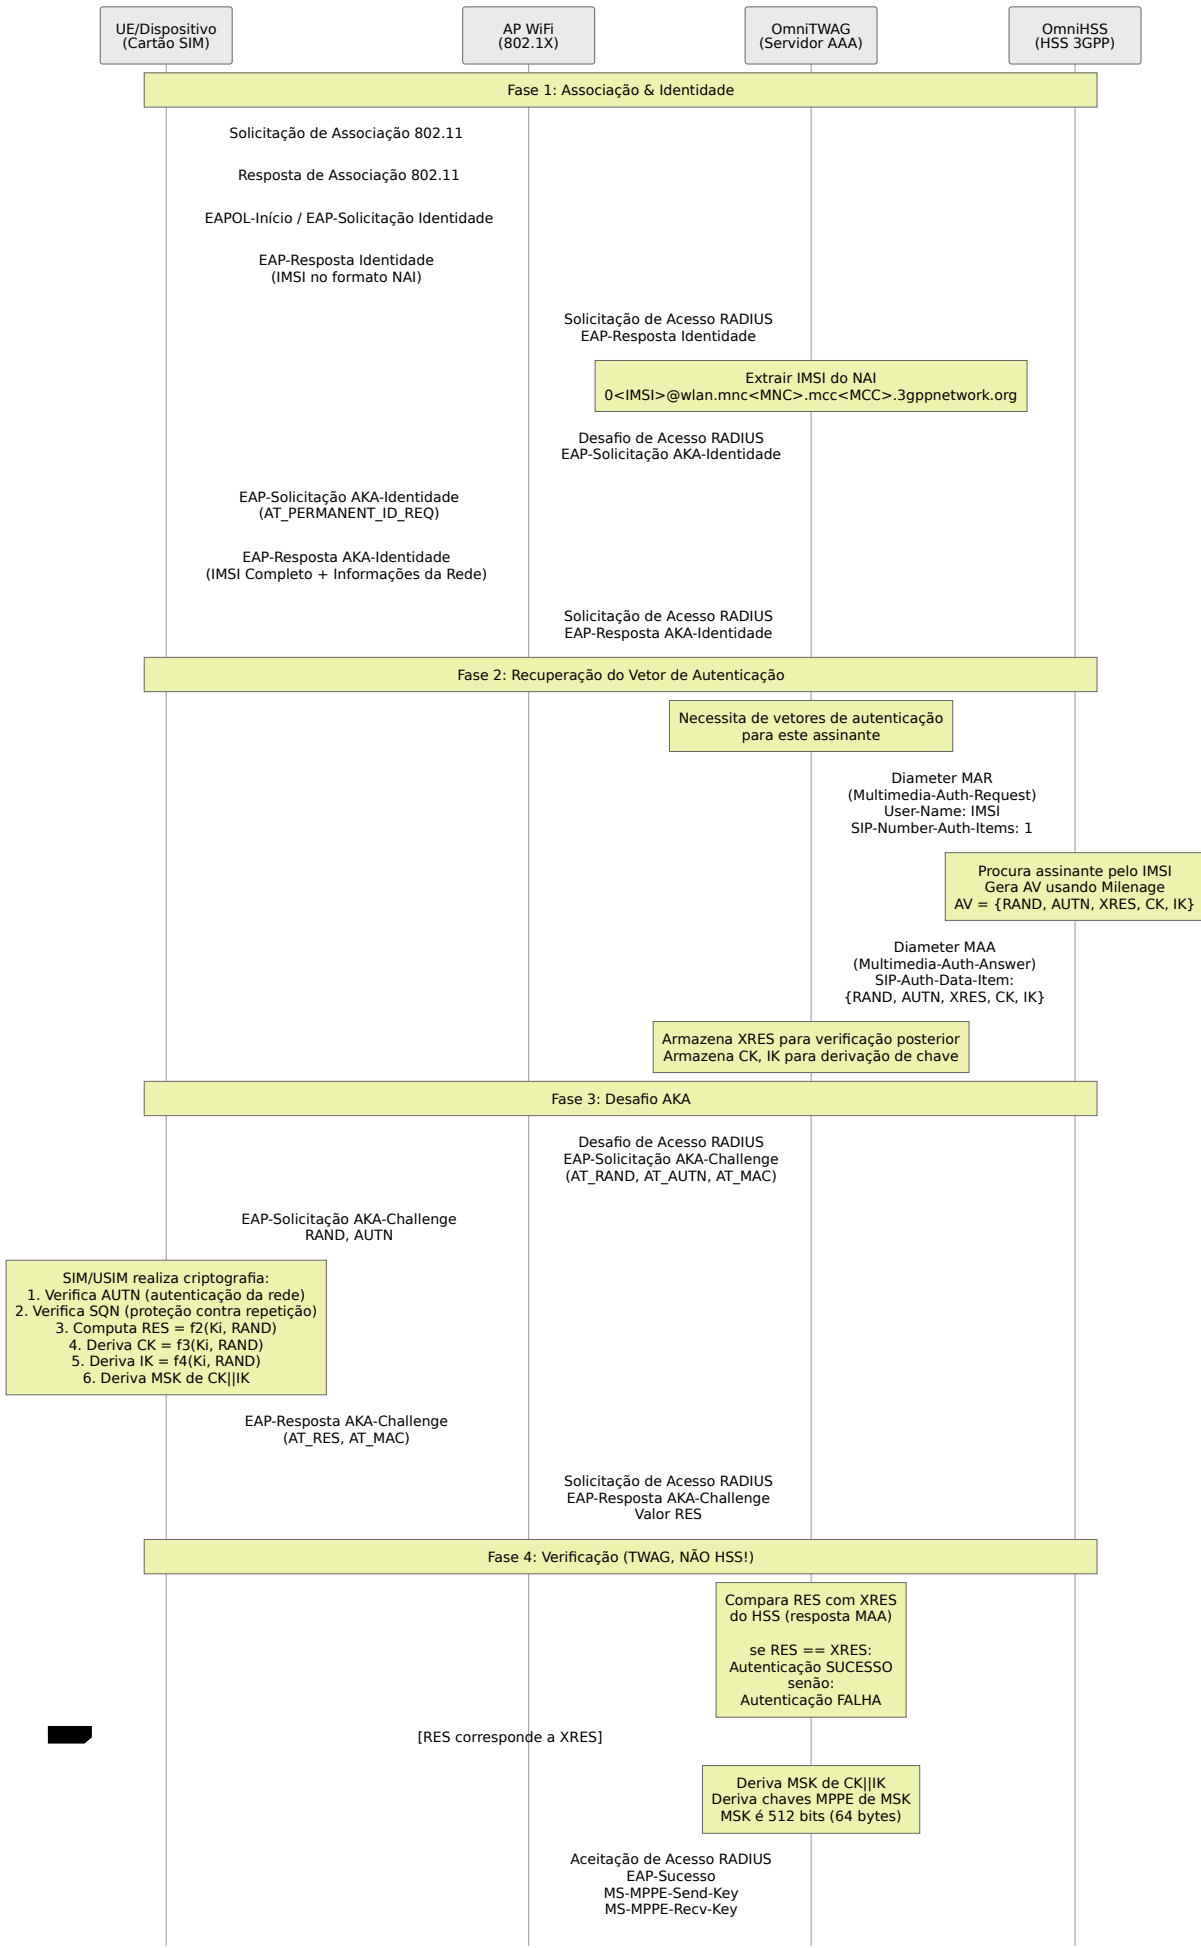 UE/Dispositivo
(Cartão SIM)
AP WiFi
(802.1X)
OmniTWAG
(Servidor AAA)
OmniHSS
(HSS 3GPP)
Fase 1: Associação & Identidade
Solicitação de Associação 802.11
Resposta de Associação 802.11
EAPOL-Início / EAP-Solicitação Identidade
EAP-Resposta Identidade
(IMSI no formato NAI)
Solicitação de Acesso RADIUS
EAP-Resposta Identidade
Extrair IMSI do NAI
0<IMSI>@wlan.mnc<MNC>.mcc<MCC>.3gppnetwork.org
Desafio de Acesso RADIUS
EAP-Solicitação AKA-Identidade
EAP-Solicitação AKA-Identidade
(AT_PERMANENT_ID_REQ)
EAP-Resposta AKA-Identidade
(IMSI Completo + Informações da Rede)
Solicitação de Acesso RADIUS
EAP-Resposta AKA-Identidade
Fase 2: Recuperação do Vetor de Autenticação
Necessita de vetores de autenticação
para este assinante
Diameter MAR
(Multimedia-Auth-Request)
User-Name: IMSI
SIP-Number-Auth-Items: 1
Procura assinante pelo IMSI
Gera AV usando Milenage
AV = {RAND, AUTN, XRES, CK, IK}
Diameter MAA
(Multimedia-Auth-Answer)
SIP-Auth-Data-Item:
{RAND, AUTN, XRES, CK, IK}
Armazena XRES para verificação posterior
Armazena CK, IK para derivação de chave
Fase 3: Desafio AKA
Desafio de Acesso RADIUS
EAP-Solicitação AKA-Challenge
(AT_RAND, AT_AUTN, AT_MAC)
EAP-Solicitação AKA-Challenge
RAND, AUTN
SIM/USIM realiza criptografia:
1. Verifica AUTN (autenticação da rede)
2. Verifica SQN (proteção contra repetição)
3. Computa RES = f2(Ki, RAND)
4. Deriva CK = f3(Ki, RAND)
5. Deriva IK = f4(Ki, RAND)
6. Deriva MSK de CK||IK
EAP-Resposta AKA-Challenge
(AT_RES, AT_MAC)
Solicitação de Acesso RADIUS
EAP-Resposta AKA-Challenge
Valor RES
Fase 4: Verificação (TWAG, NÃO HSS!)
Compara RES com XRES
do HSS (resposta MAA)
se RES == XRES:
Autenticação SUCESSO
senão:
Autenticação FALHA
[RES corresponde a XRES]
Deriva MSK de CK||IK
Deriva chaves MPPE de MSK
MSK é 512 bits (64 bytes)
Aceitação de Acesso RADIUS
EAP-Sucesso
MS-MPPE-Send-Key
MS-MPPE-Recv-Key